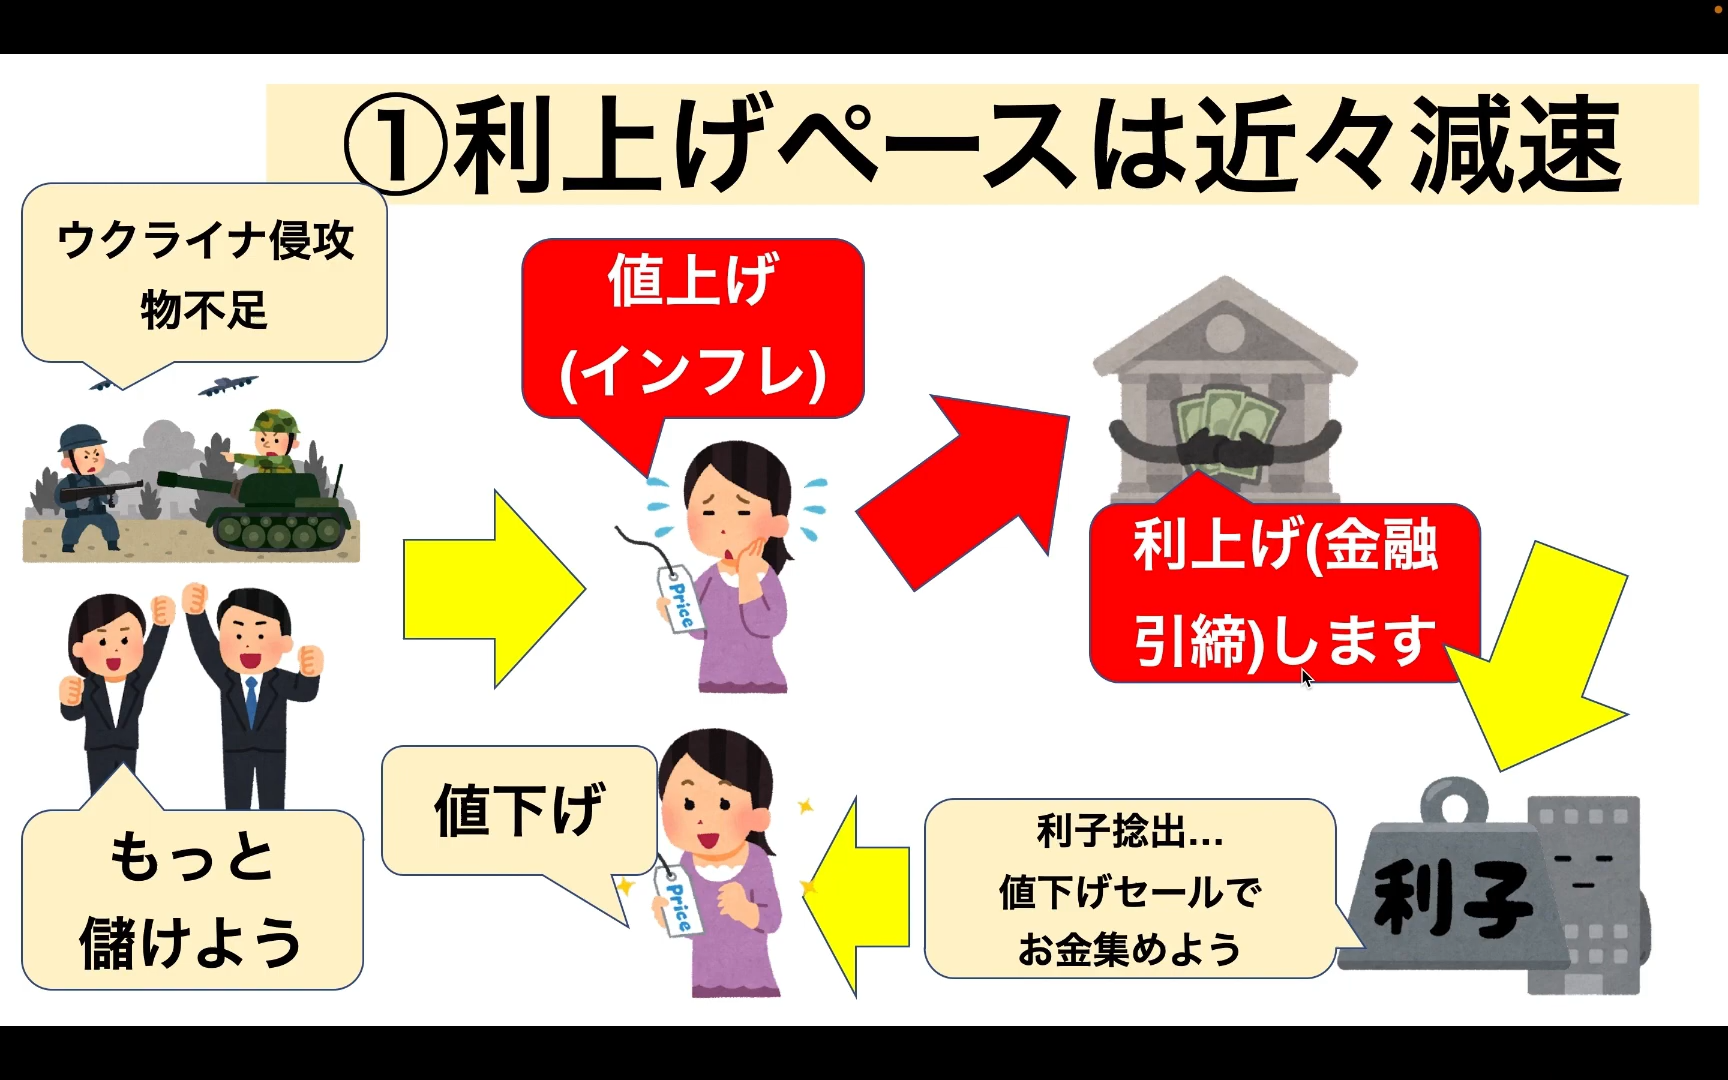 ①利上げペースは近々減速
ウクライナ侵攻
物不足
値上げ
(インフレ)
Price
利上げ(金融
引締)します
もっと
儲けよう
値下げ
Price
利子捻出…
値下げセールで
お金集めよう
利子